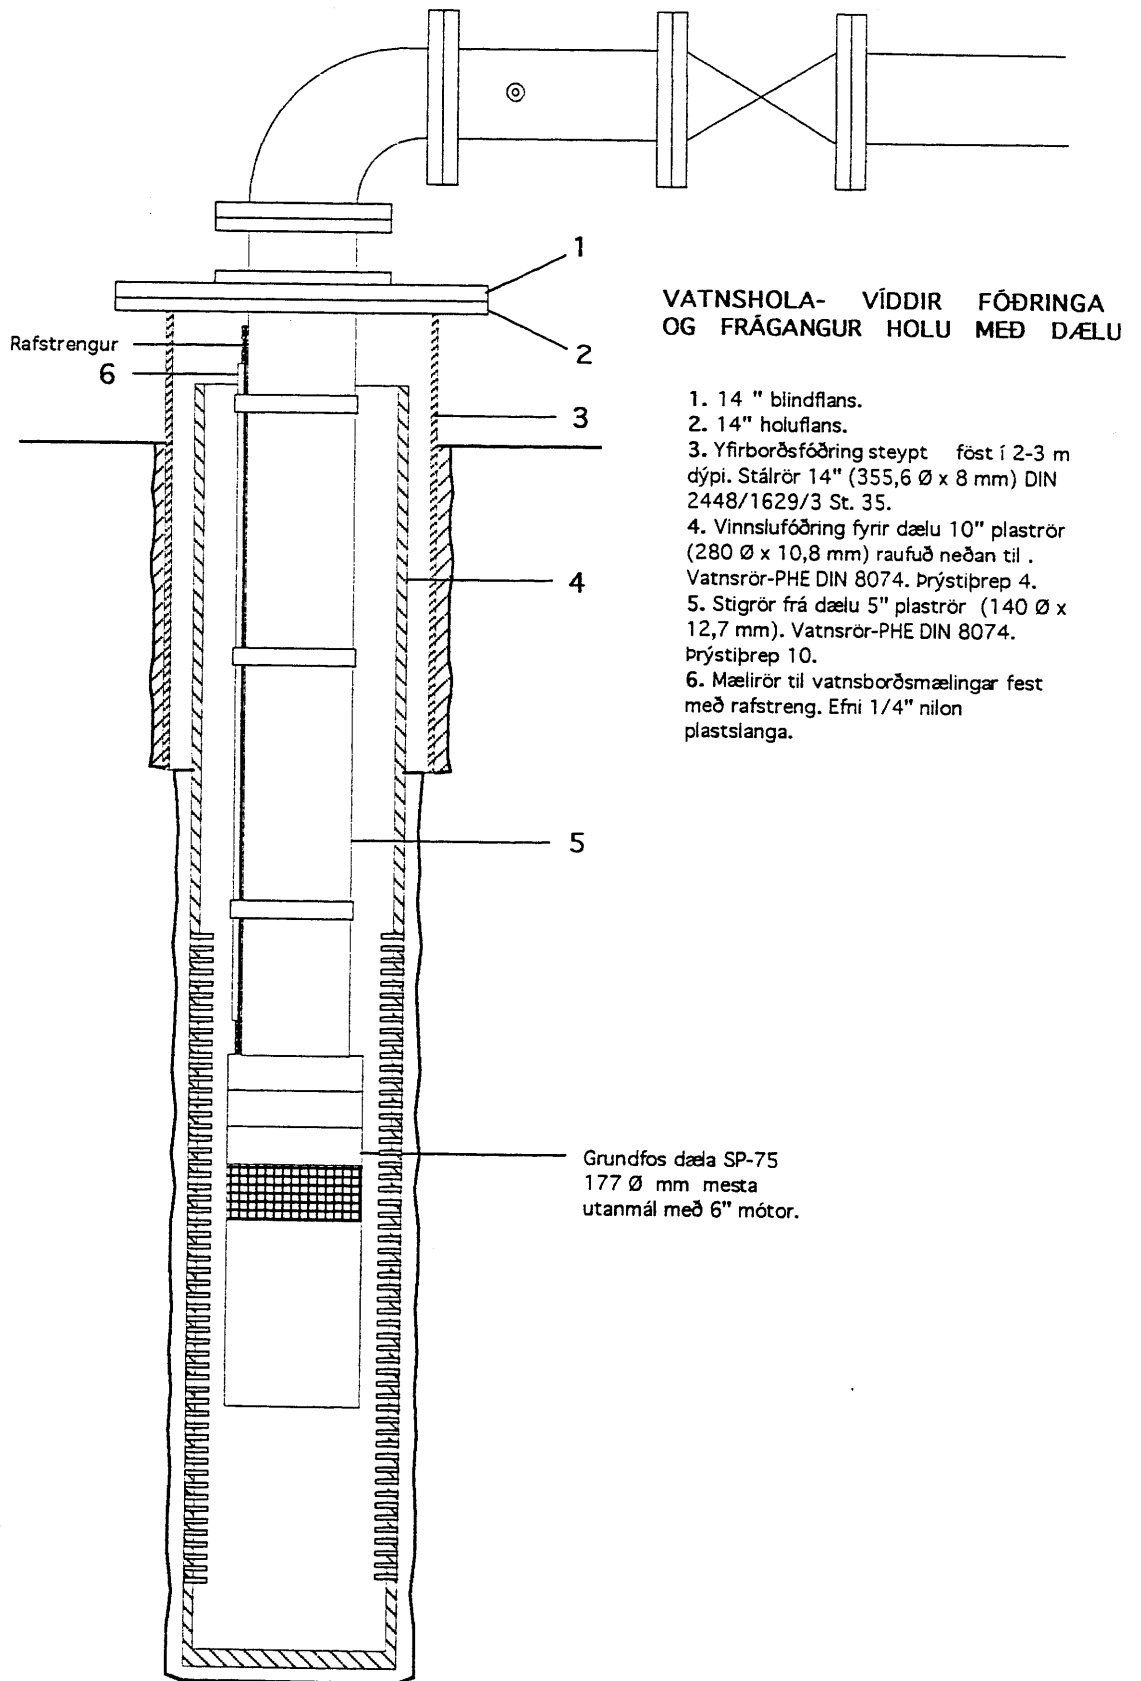 1
VATNSHOLA- VÍDDIR FÓÐRINGA
OG FRÁGANGUR HOLU MEÐ DÆLU
Rafstrengur
2
6
3
1. 14 " blindflans.
2. 14" holuflans.
3. Yfirborðsfóðring steypt föst í 2-3 m
dýpi. Stálrör 14" (355,6 Ø x 8 mm) DIN
2448/1629/3 St. 35.
4. Vinnslufóðring fyrir dælu 10" plaströr
(280 Ø x 10,8 mm) raufuð neðan til .
Vatnsrör-PHE DIN 8074. Þrýstiþrep 4.
5. Stigrör frá dælu 5" plaströr (140 Ø x
12,7 mm). Vatnsrör-PHE DIN 8074.
Þrýstiþrep 10.
6. Mælirör til vatnsborðsmælingar fest
með rafstreng. Efni 1/4" nilon
plastslanga.
4
5
Grundfos dæla SP-75
177 Ø mm mesta
utanmál með 6" mótor.